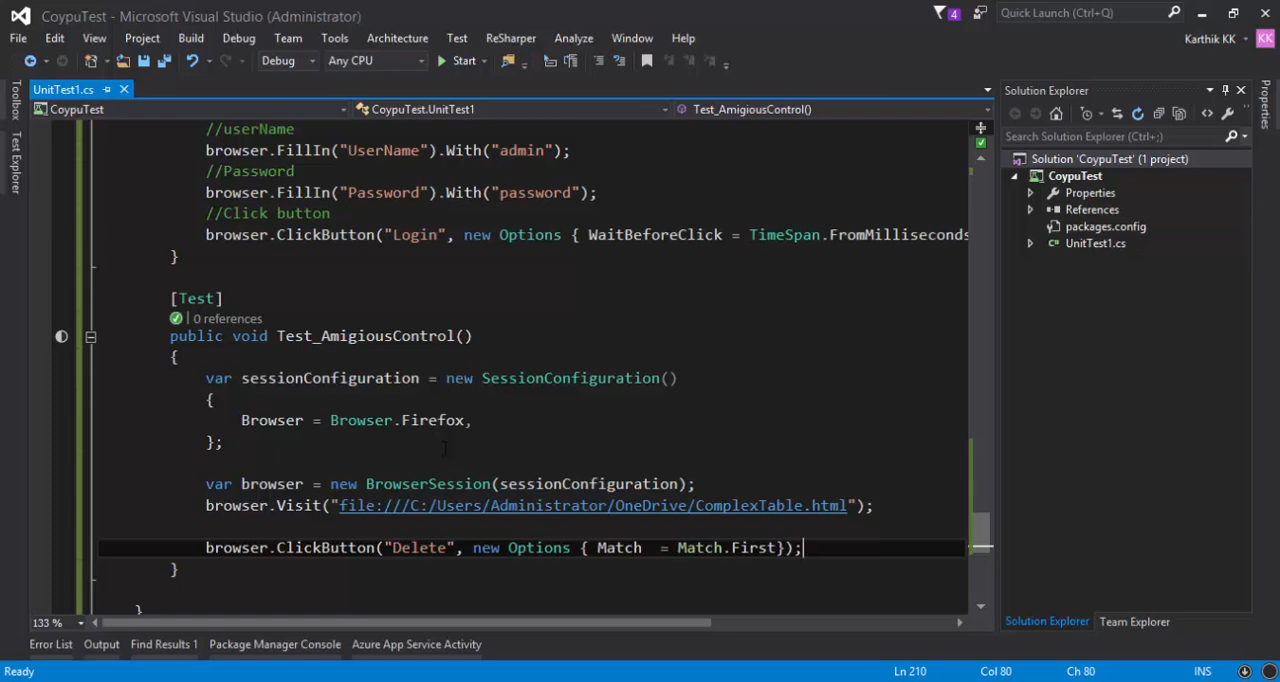 CoypuTest - Microsoft Visual Studio (Administrator)
4
Quick Launch (Ctrl+Q)
File Edit View Project Build Debug Team Tools Architecture Test ReSharper Analyze Window Help
Karthik KK
KK
Debug
Any CPU
Start
UnitTest1.cs
Solution Explorer
CoypuTest
CoypuTest.UnitTest1
Test_AmigiousControl()
Toolbox
Test Explorer
Properties
Search Solution Explorer (Ctrl+;)
Solution 'CoypuTest' (1 project)
CoypuTest
Properties
References
packages.config
C# UnitTest1.cs
//userName
browser.FillIn("UserName").With("admin");
//Password
browser.FillIn("Password").With("password");
//Click button
browser.ClickButton("Login", new Options { WaitBeforeClick = TimeSpan.FromMilliseconds
}
[Test]
0 references
public void Test_AmigiousControl()
{
var sessionConfiguration = new SessionConfiguration()
{
Browser = Browser.Firefox,
};
var browser = new BrowserSession(sessionConfiguration);
browser.Visit("file:///C:/Users/Administrator/OneDrive/ComplexTable.html");
browser.ClickButton("Delete", new Options { Match  = Match.First});
}
}
133 %
Solution Explorer Team Explorer
Error List Output Find Results 1 Package Manager Console Azure App Service Activity
Ready
Ln 210
Col 80
Ch 80
INS